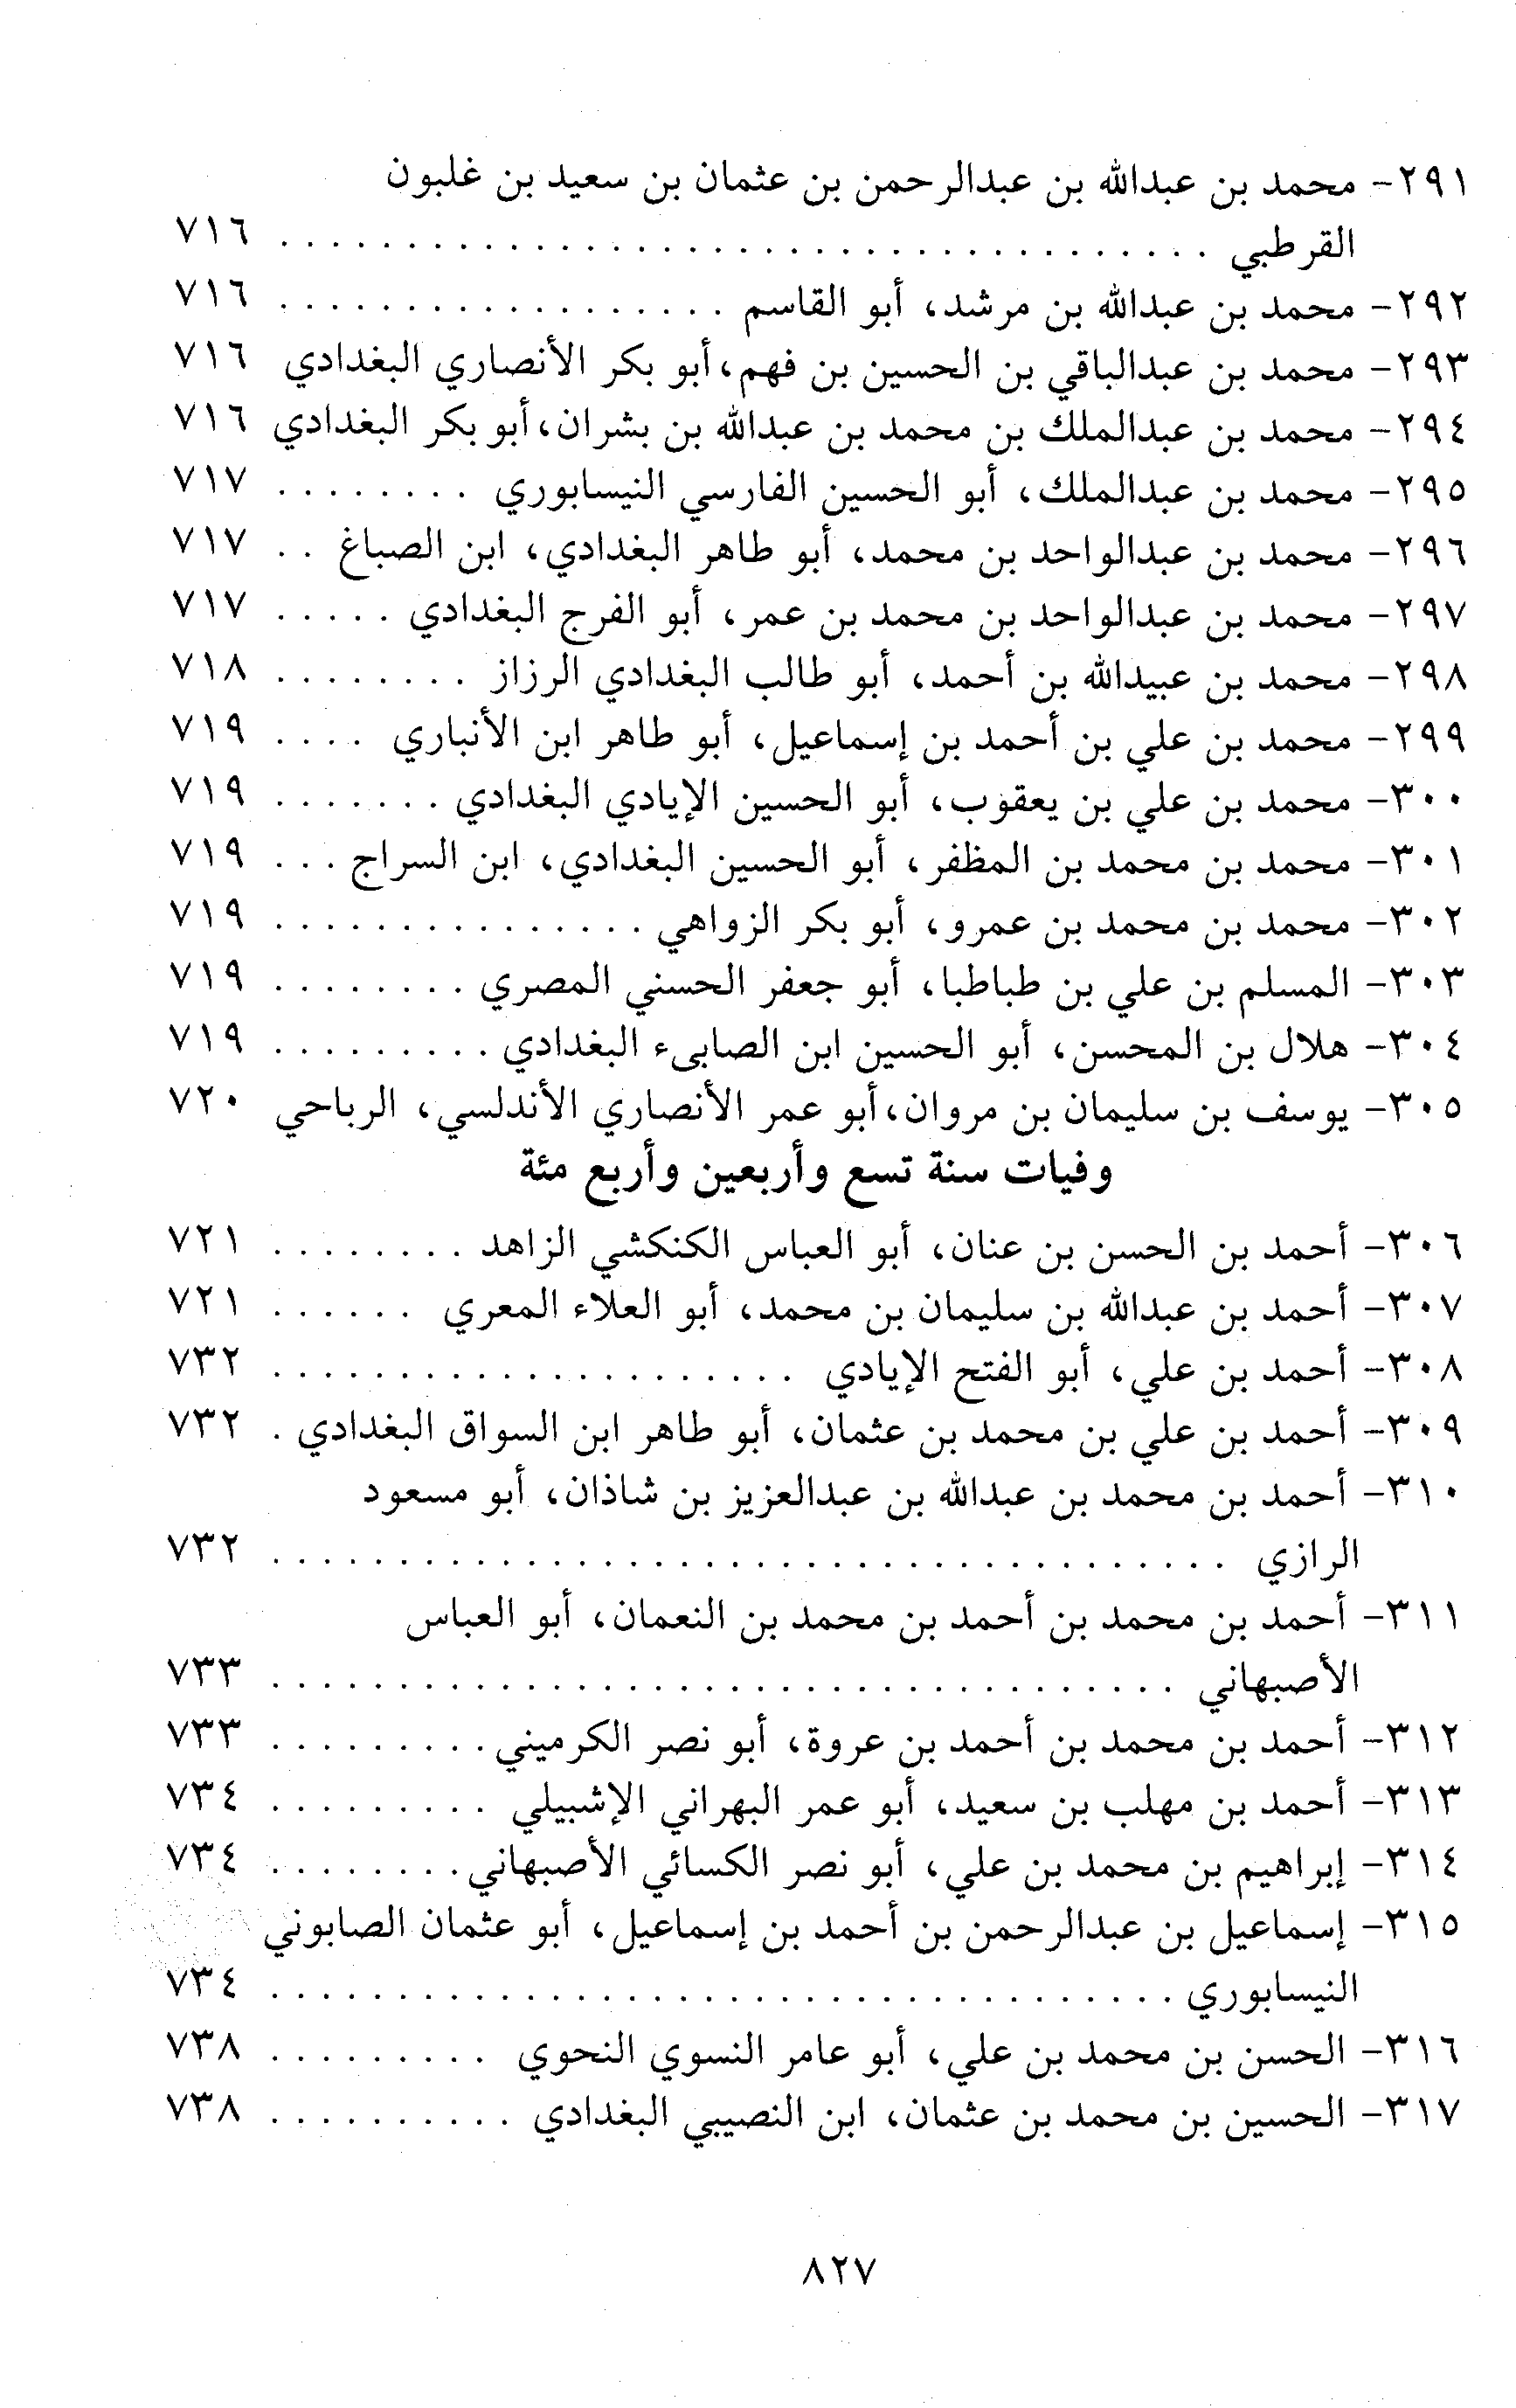 ٢٩١- محمد بن عبدالله بن عبدالرحمن بن عثمان بن سعيد بن غلبون
القرطبي . . . . . . . . . . . . . . . . . . . . . . . . . . . . . . . . . . . . . ٧١٦
٢٩٢- محمد بن عبدالله بن مرشد، أبو القاسم . . . . . . . . . . . . . . . . . . ٧١٦
٢٩٣- محمد بن عبدالباقي بن الحسين بن فهم، أبو بكر الأنصاري البغدادي ٧١٦
٢٩٤- محمد بن عبدالملك بن محمد بن عبدالله بن بشران، أبو بكر البغدادي ٧١٦
٢٩٥- محمد بن عبدالملك، أبو الحسين الفارسي النيسابوري . . . . . . . . ٧١٧
٢٩٦- محمد بن عبدالواحد بن محمد، أبو طاهر البغدادي، ابن الصباغ . . ٧١٧
٢٩٧- محمد بن عبدالواحد بن محمد بن عمر، أبو الفرج البغدادي . . . . . ٧١٧
٢٩٨- محمد بن عبيدالله بن أحمد، أبو طالب البغدادي الرزاز . . . . . . . . ٧١٨
٢٩٩- محمد بن علي بن أحمد بن إسماعيل، أبو طاهر ابن الأنباري . . . . ٧١٩
٣٠٠- محمد بن علي بن يعقوب، أبو الحسين الإيادي البغدادي . . . . . . . ٧١٩
٣٠١- محمد بن محمد بن المظفر، أبو الحسين البغدادي، ابن السراج . . . ٧١٩
٣٠٢- محمد بن محمد بن عمرو، أبو بكر الزواهي . . . . . . . . . . . . . . . ٧١٩
٣٠٣- المسلم بن علي بن طباطبا، أبو جعفر الحسني المصري . . . . . . . . ٧١٩
٣٠٤- هلال بن المحسن، أبو الحسين ابن الصابىء البغدادي . . . . . . . . . ٧١٩
٣٠٥- يوسف بن سليمان بن مروان، أبو عمر الأنصاري الأندلسي، الرباحي ٧٢٠
وفيات سنة تسع وأربعين وأربع مئة
٣٠٦- أحمد بن الحسن بن عنان، أبو العباس الكنكشي الزاهد . . . . . . . . ٧٢١
٣٠٧- أحمد بن عبدالله بن سليمان بن محمد، أبو العلاء المعري . . . . . . ٧٢١
٣٠٨- أحمد بن علي، أبو الفتح الإيادي . . . . . . . . . . . . . . . . . . . . . ٧٣٢
٣٠٩- أحمد بن علي بن محمد بن عثمان، أبو طاهر ابن السواق البغدادي . ٧٣٢
٣١٠- أحمد بن محمد بن عبدالله بن عبدالعزيز بن شاذان، أبو مسعود
الرازي . . . . . . . . . . . . . . . . . . . . . . . . . . . . . . . . . . . . . . ٧٣٢
٣١١- أحمد بن محمد بن أحمد بن محمد بن النعمان، أبو العباس
الأصبهاني . . . . . . . . . . . . . . . . . . . . . . . . . . . . . . . . . . . . ٧٣٣
٣١٢- أحمد بن محمد بن أحمد بن عروة، أبو نصر الكرميني . . . . . . . . . ٧٣٣
٣١٣- أحمد بن مهلب بن سعيد، أبو عمر البهراني الإشبيلي . . . . . . . . . ٧٣٤
٣١٤- إبراهيم بن محمد بن علي، أبو نصر الكسائي الأصبهاني . . . . . . . . ٧٣٤
٣١٥- إسماعيل بن عبدالرحمن بن أحمد بن إسماعيل، أبو عثمان الصابوني
النيسابوري . . . . . . . . . . . . . . . . . . . . . . . . . . . . . . . . . . . . ٧٣٤
٣١٦- الحسن بن محمد بن علي، أبو عامر النسوي النحوي . . . . . . . . . ٧٣٨
٣١٧- الحسين بن محمد بن عثمان، ابن النصيبي البغدادي . . . . . . . . . . ٧٣٨
٨٢٧